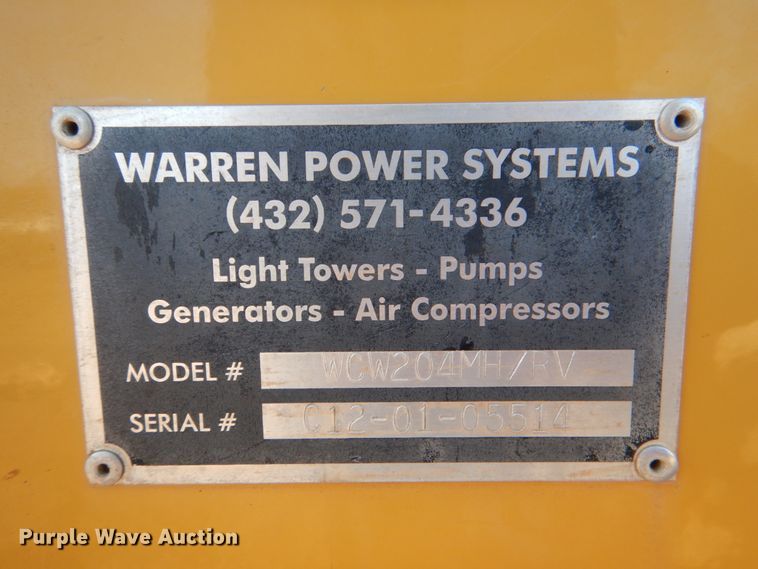 WARREN POWER SYSTEMS
(432) 571-4336
Light Towers - Pumps
Generators - Air Compressors
MODEL # WCW204MH/RV
SERIAL # C12-01-05514
Purple Wave Auction